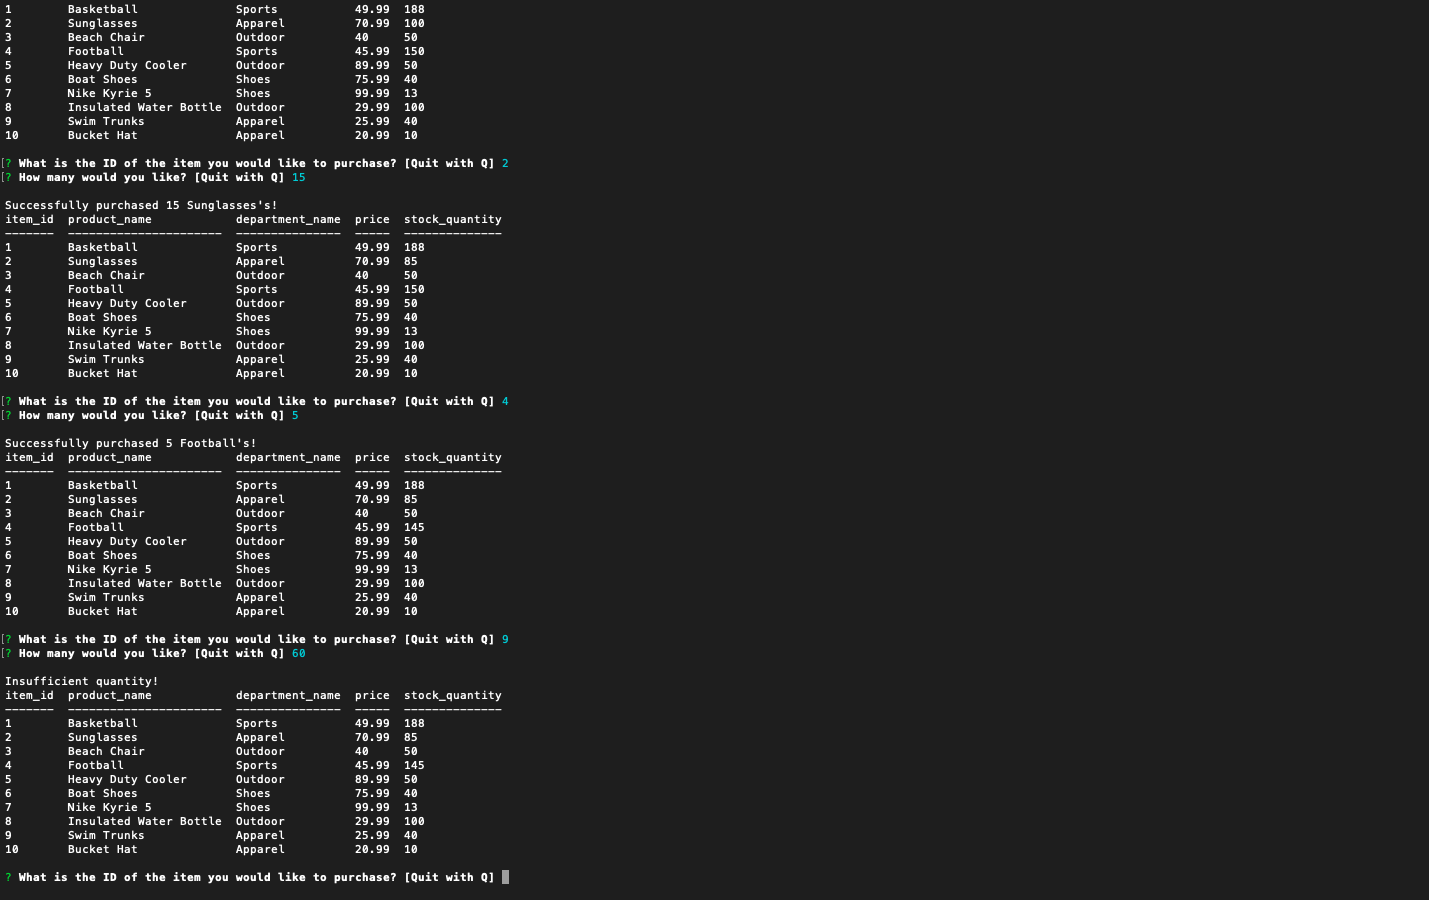 1        Basketball              Sports           49.99  188
2        Sunglasses              Apparel          70.99  100
3        Beach Chair             Outdoor          40     50
4        Football                Sports           45.99  150
5        Heavy Duty Cooler       Outdoor          89.99  50
6        Boat Shoes              Shoes            75.99  40
7        Nike Kyrie 5            Shoes            99.99  13
8        Insulated Water Bottle  Outdoor          29.99  100
9        Swim Trunks             Apparel          25.99  40
10       Bucket Hat              Apparel          20.99  10
[? What is the ID of the item you would like to purchase? [Quit with Q] 2
[? How many would you like? [Quit with Q] 15
Successfully purchased 15 Sunglasses's!
item_id  product_name            department_name  price  stock_quantity
-------  ----------------------  ---------------  -----  --------------
1        Basketball              Sports           49.99  188
2        Sunglasses              Apparel          70.99  85
3        Beach Chair             Outdoor          40     50
4        Football                Sports           45.99  150
5        Heavy Duty Cooler       Outdoor          89.99  50
6        Boat Shoes              Shoes            75.99  40
7        Nike Kyrie 5            Shoes            99.99  13
8        Insulated Water Bottle  Outdoor          29.99  100
9        Swim Trunks             Apparel          25.99  40
10       Bucket Hat              Apparel          20.99  10
[? What is the ID of the item you would like to purchase? [Quit with Q] 4
[? How many would you like? [Quit with Q] 5
Successfully purchased 5 Football's!
item_id  product_name            department_name  price  stock_quantity
-------  ----------------------  ---------------  -----  --------------
1        Basketball              Sports           49.99  188
2        Sunglasses              Apparel          70.99  85
3        Beach Chair             Outdoor          40     50
4        Football                Sports           45.99  145
5        Heavy Duty Cooler       Outdoor          89.99  50
6        Boat Shoes              Shoes            75.99  40
7        Nike Kyrie 5            Shoes            99.99  13
8        Insulated Water Bottle  Outdoor          29.99  100
9        Swim Trunks             Apparel          25.99  40
10       Bucket Hat              Apparel          20.99  10
[? What is the ID of the item you would like to purchase? [Quit with Q] 9
[? How many would you like? [Quit with Q] 60
Insufficient quantity!
item_id  product_name            department_name  price  stock_quantity
-------  ----------------------  ---------------  -----  --------------
1        Basketball              Sports           49.99  188
2        Sunglasses              Apparel          70.99  85
3        Beach Chair             Outdoor          40     50
4        Football                Sports           45.99  145
5        Heavy Duty Cooler       Outdoor          89.99  50
6        Boat Shoes              Shoes            75.99  40
7        Nike Kyrie 5            Shoes            99.99  13
8        Insulated Water Bottle  Outdoor          29.99  100
9        Swim Trunks             Apparel          25.99  40
10       Bucket Hat              Apparel          20.99  10
? What is the ID of the item you would like to purchase? [Quit with Q]